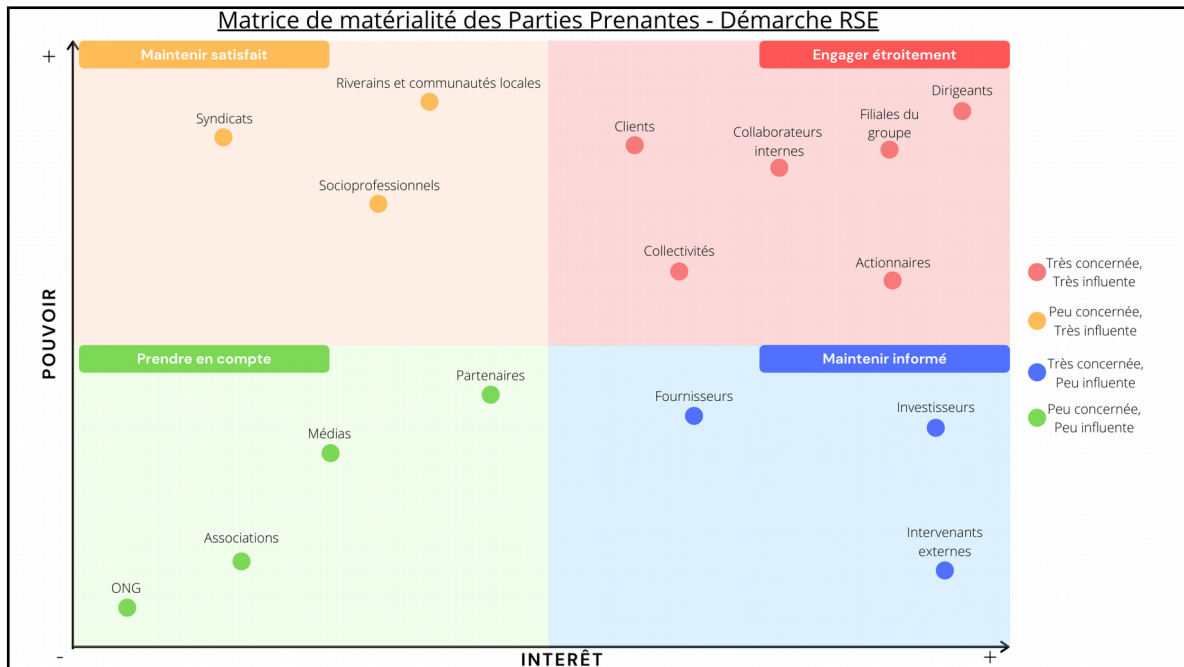 Matrice de matérialité des Parties Prenantes - Démarche RSE
+
Maintenir satisfait
Engager étroitement
Riverains et communautés locales
Syndicats
Socioprofessionnels
Dirigeants
Filiales du
groupe
Clients
Collaborateurs
internes
Collectivités
Actionnaires
POUVOIR
Très concernée,
Très influente
Peu concernée,
Très influente
Très concernée,
Peu influente
Peu concernée,
Peu influente
Prendre en compte
Maintenir informé
Partenaires
Médias
Associations
ONG
Fournisseurs
Investisseurs
Intervenants
externes
-
INTERÊT
+